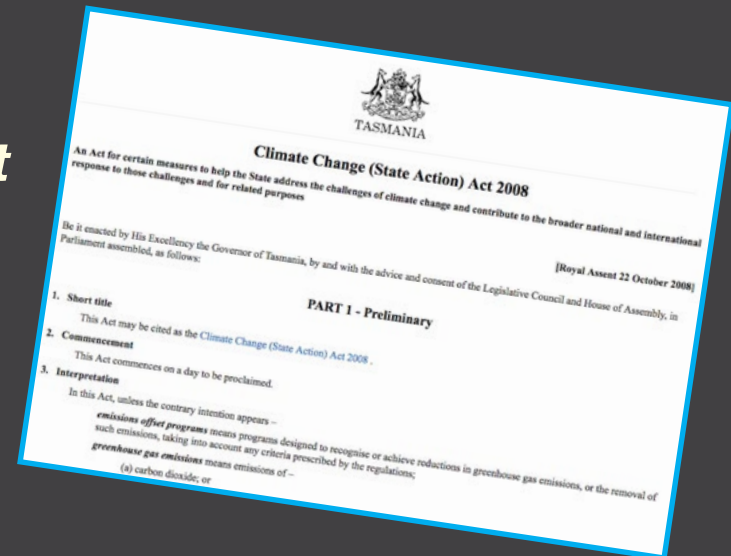 t
TASMANIA
Climate Change (State Action) Act 2008
An Act for certain measures to help the State address the challenges of climate change and contribute to the broader national and international
response to those challenges and for related purposes
[Royal Assent 22 October 2008]
Be it enacted by His Excellency the Governor of Tasmania, by and with the advice and consent of the Legislative Council and House of Assembly, in
Parliament assembled, as follows:
PART 1 - Preliminary
1. Short title
This Act may be cited as the Climate Change (State Action) Act 2008 .
2. Commencement
This Act commences on a day to be proclaimed.
3. Interpretation
In this Act, unless the contrary intention appears –
emissions offset programs means programs designed to recognise or achieve reductions in greenhouse gas emissions, or the removal of
such emissions, taking into account any criteria prescribed by the regulations;
greenhouse gas emissions means emissions of –
(a) carbon dioxide; or